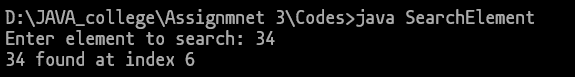 D:\JAVA_college\Assignmnet 3\Codes>java SearchElement
Enter element to search: 34
34 found at index 6